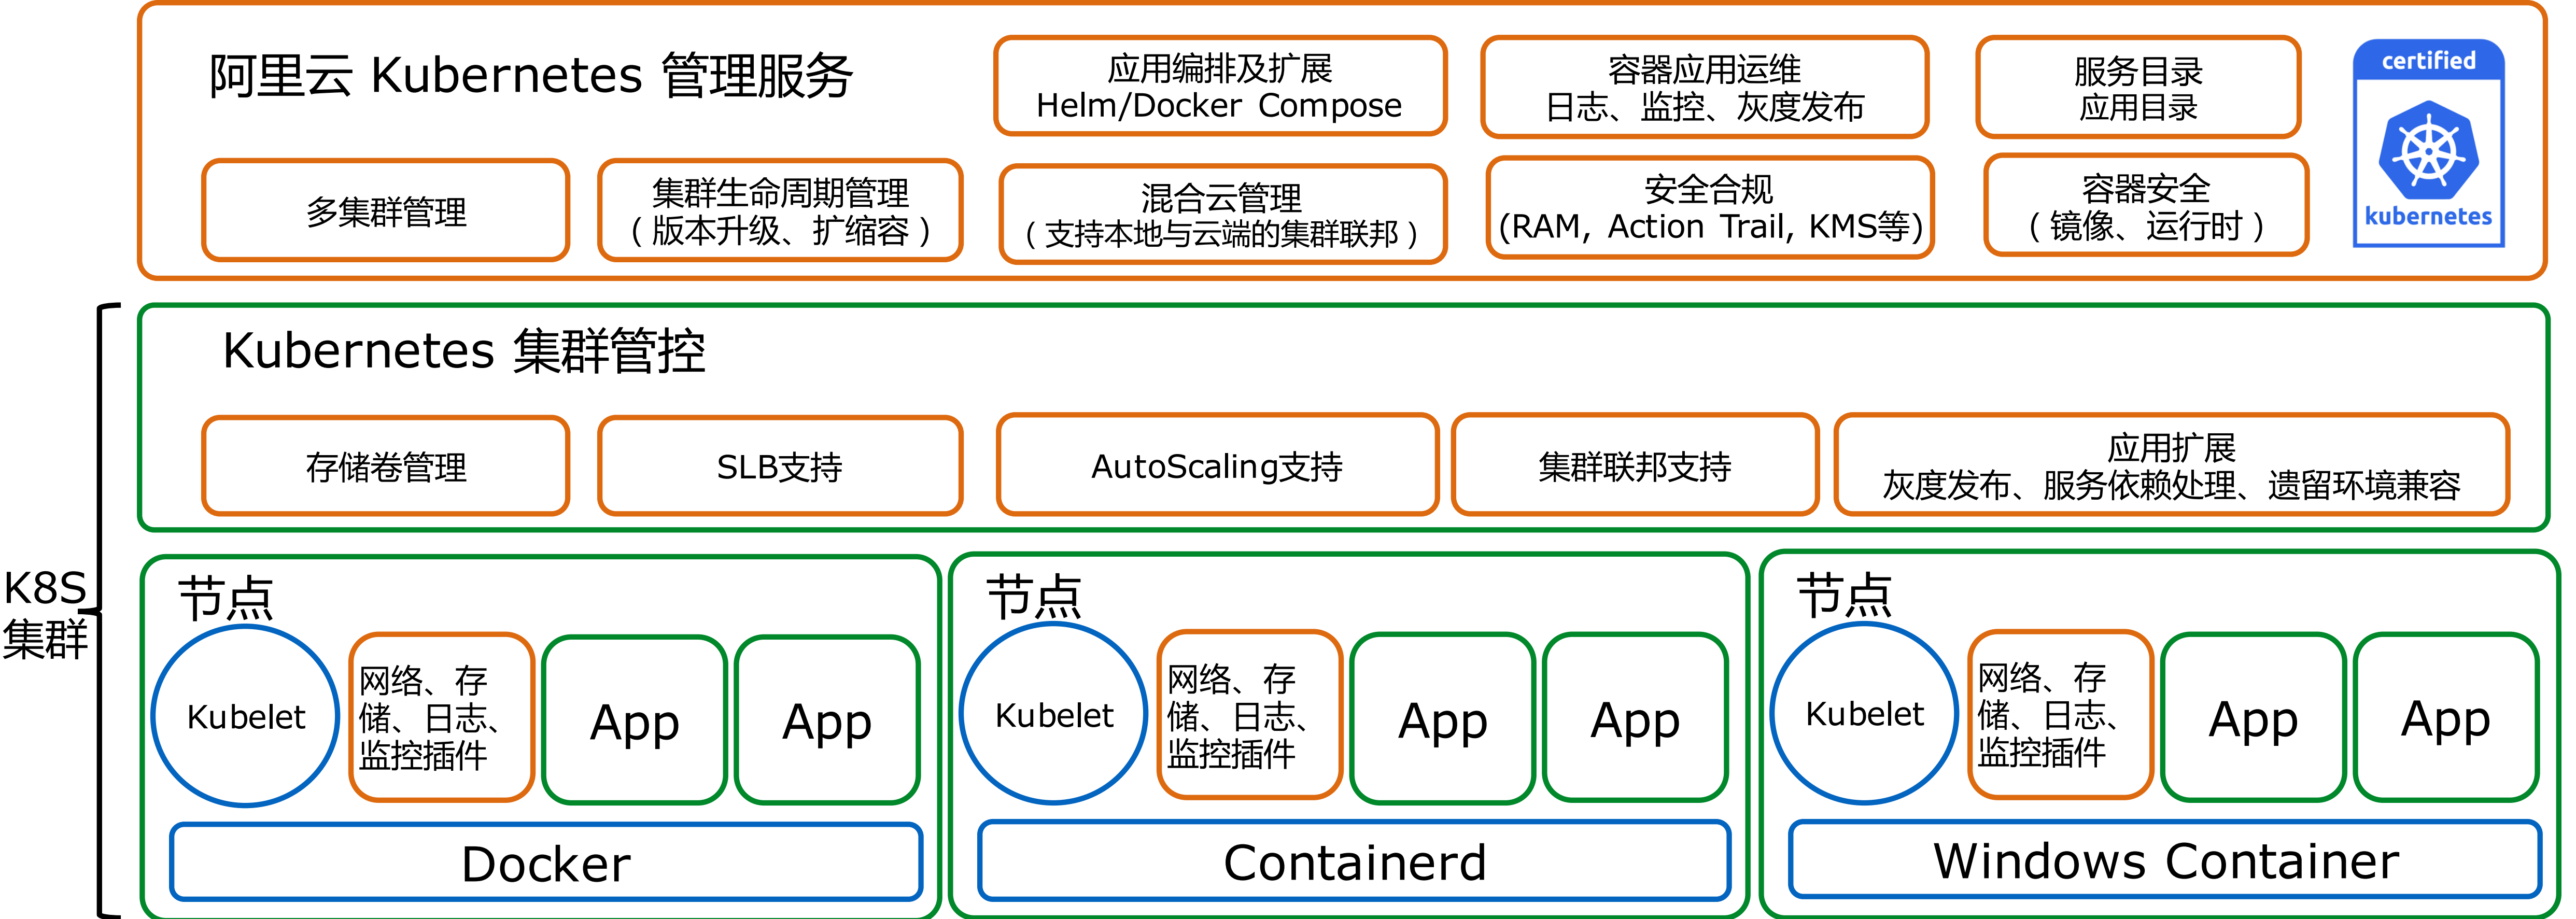 阿里云 Kubernetes 管理服务
应用编排及扩展
Helm/Docker Compose
容器应用运维
日志、监控、灰度发布
服务目录
应用目录
certified
kubernetes
多集群管理
集群生命周期管理
（版本升级、扩缩容）
混合云管理
（支持本地与云端的集群联邦）
安全合规
(RAM, Action Trail, KMS等)
容器安全
（镜像、运行时）
K8S
集群
Kubernetes 集群管控
存储卷管理
SLB支持
AutoScaling支持
集群联邦支持
应用扩展
灰度发布、服务依赖处理、遗留环境兼容
节点
Kubelet
网络、存
储、日志、
监控插件
App
App
Docker
节点
Kubelet
网络、存
储、日志、
监控插件
App
App
Containerd
节点
Kubelet
网络、存
储、日志、
监控插件
App
App
Windows Container